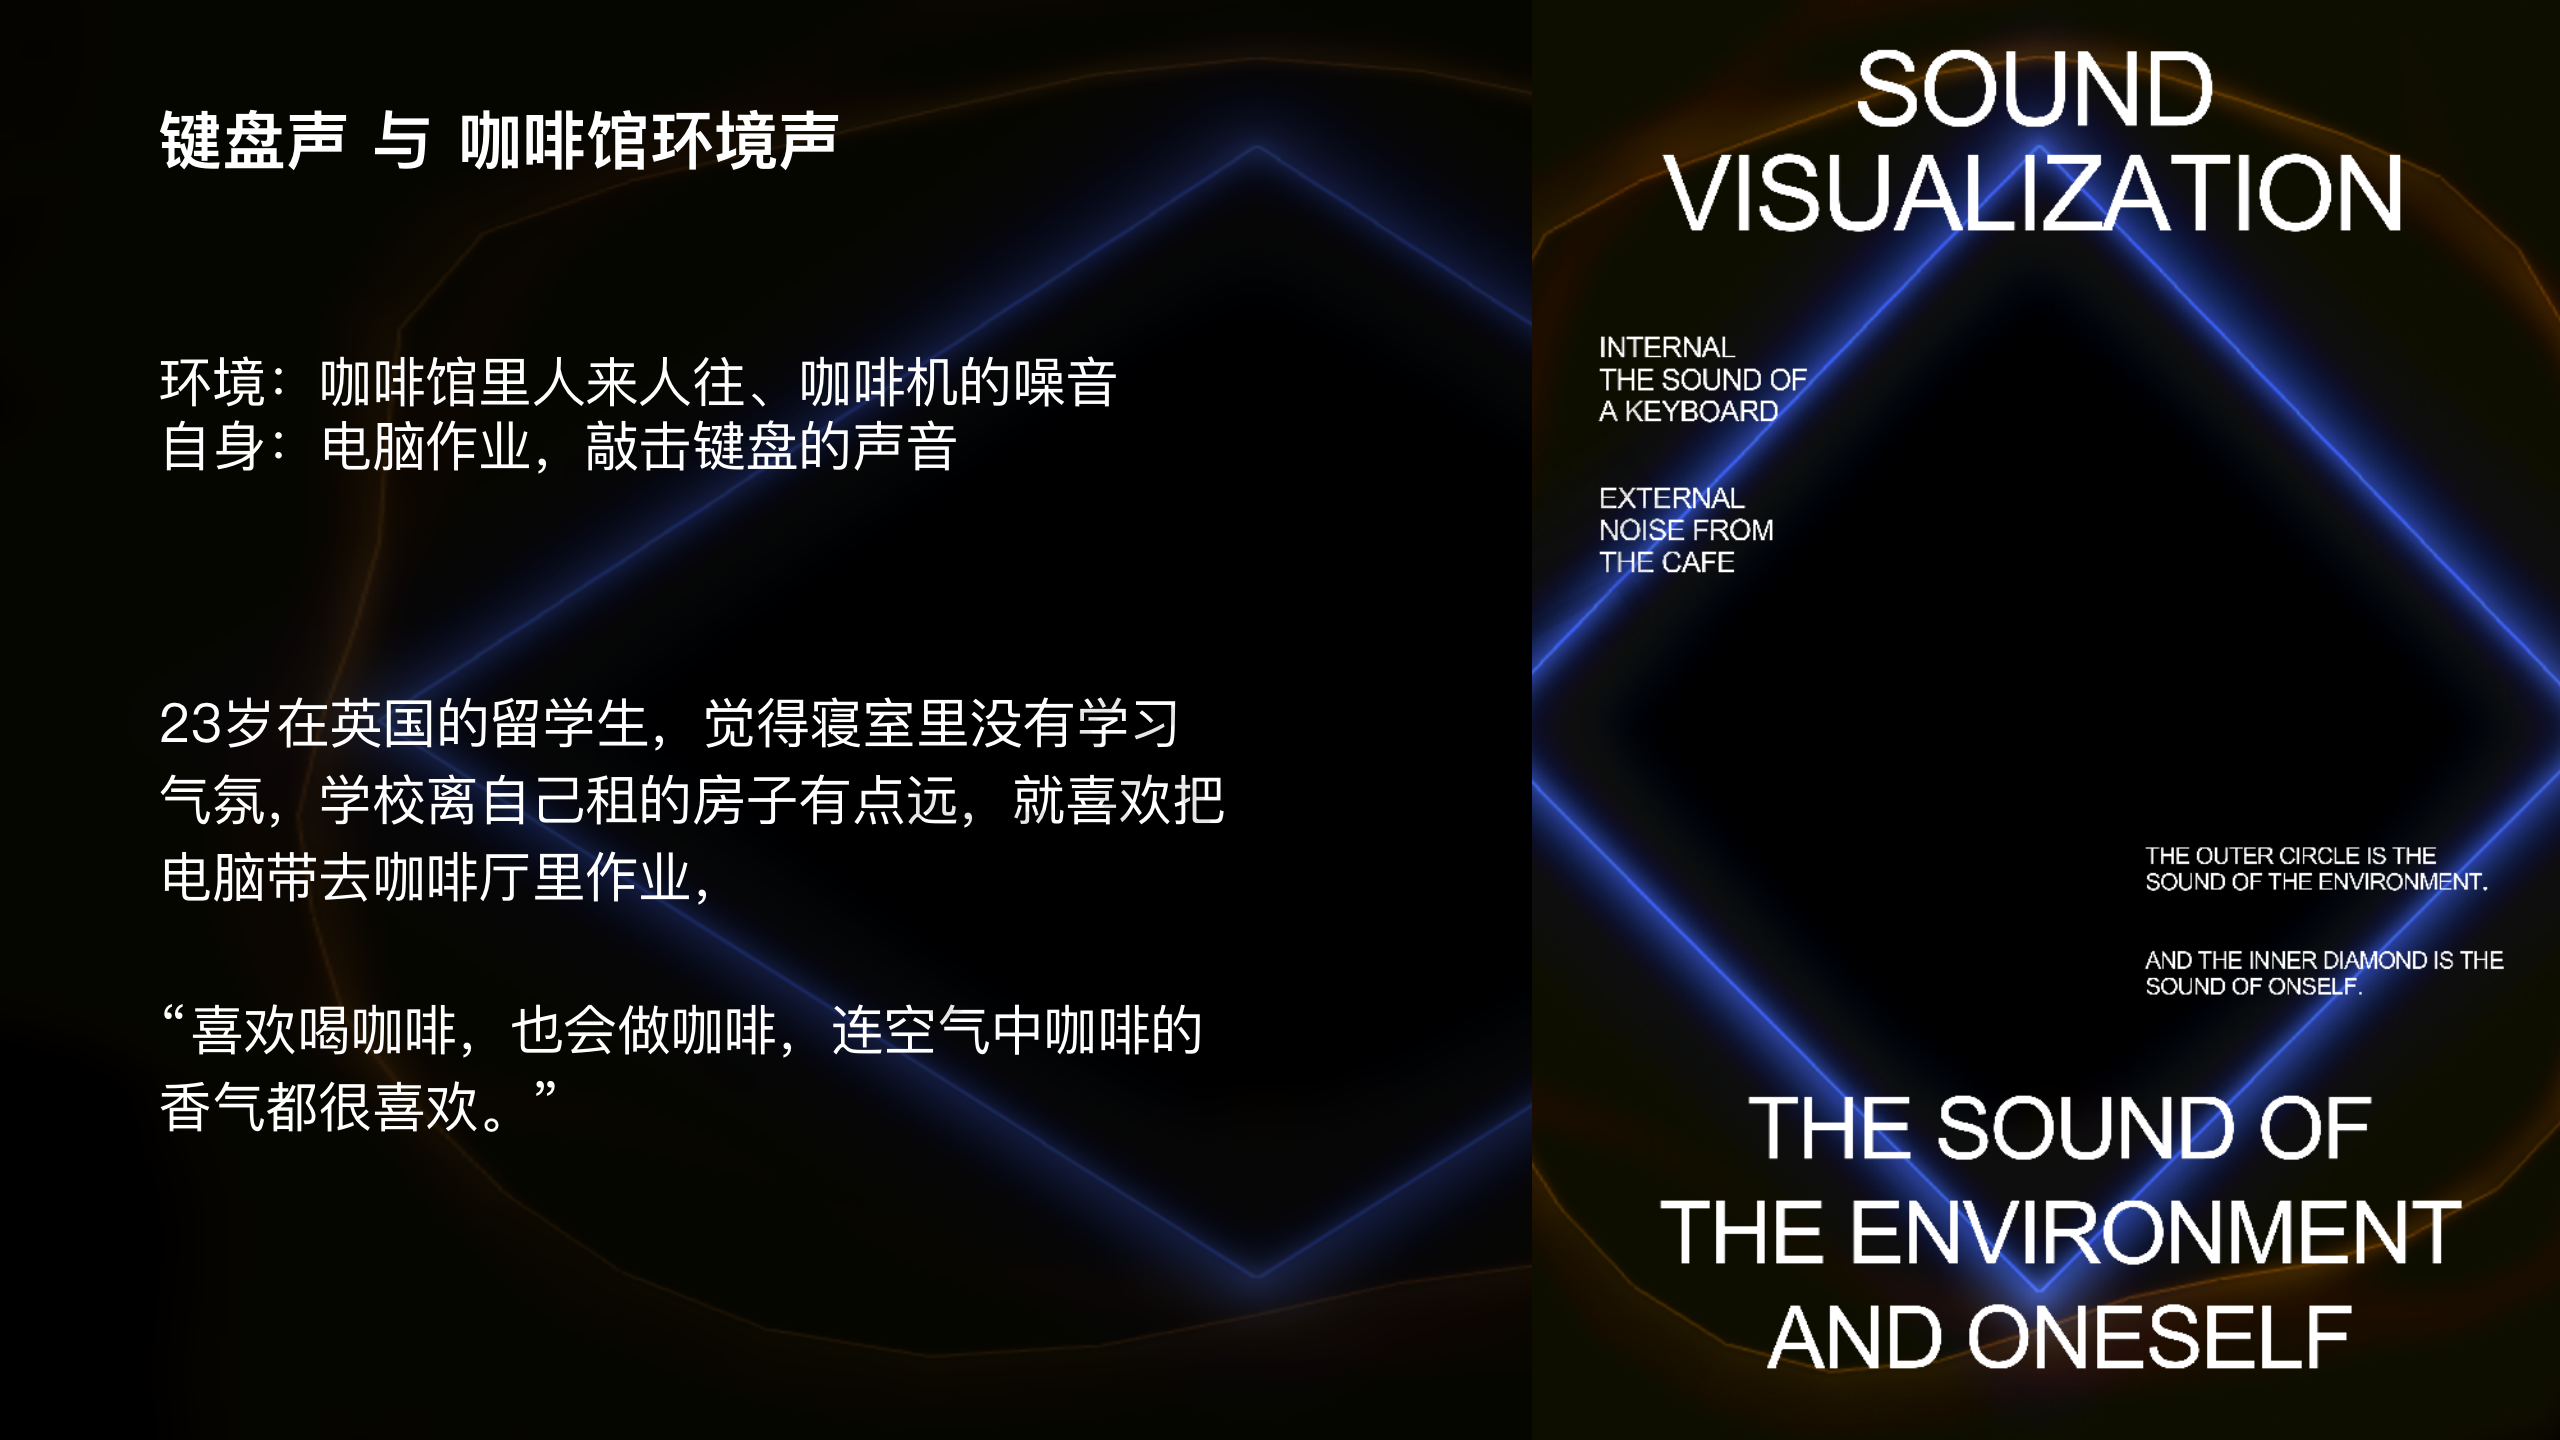 键盘声 与 咖啡馆环境声
环境：咖啡馆里人来人往、咖啡机的噪音
自身：电脑作业，敲击键盘的声音
23岁在英国的留学生，觉得寝室里没有学习
气氛，学校离自己租的房子有点远，就喜欢把
电脑带去咖啡厅里作业，
“喜欢喝咖啡，也会做咖啡，连空气中咖啡的
香气都很喜欢。”
SOUND
VISUALIZATION
INTERNAL
THE SOUND OF
A KEYBOARD
EXTERNAL
NOISE FROM
THE CAFE
THE OUTER CIRCLE IS THE
SOUND OF THE ENVIRONMENT.
AND THE INNER DIAMOND IS THE
SOUND OF ONSELF.
THE SOUND OF
THE ENVIRONMENT
AND ONESELF